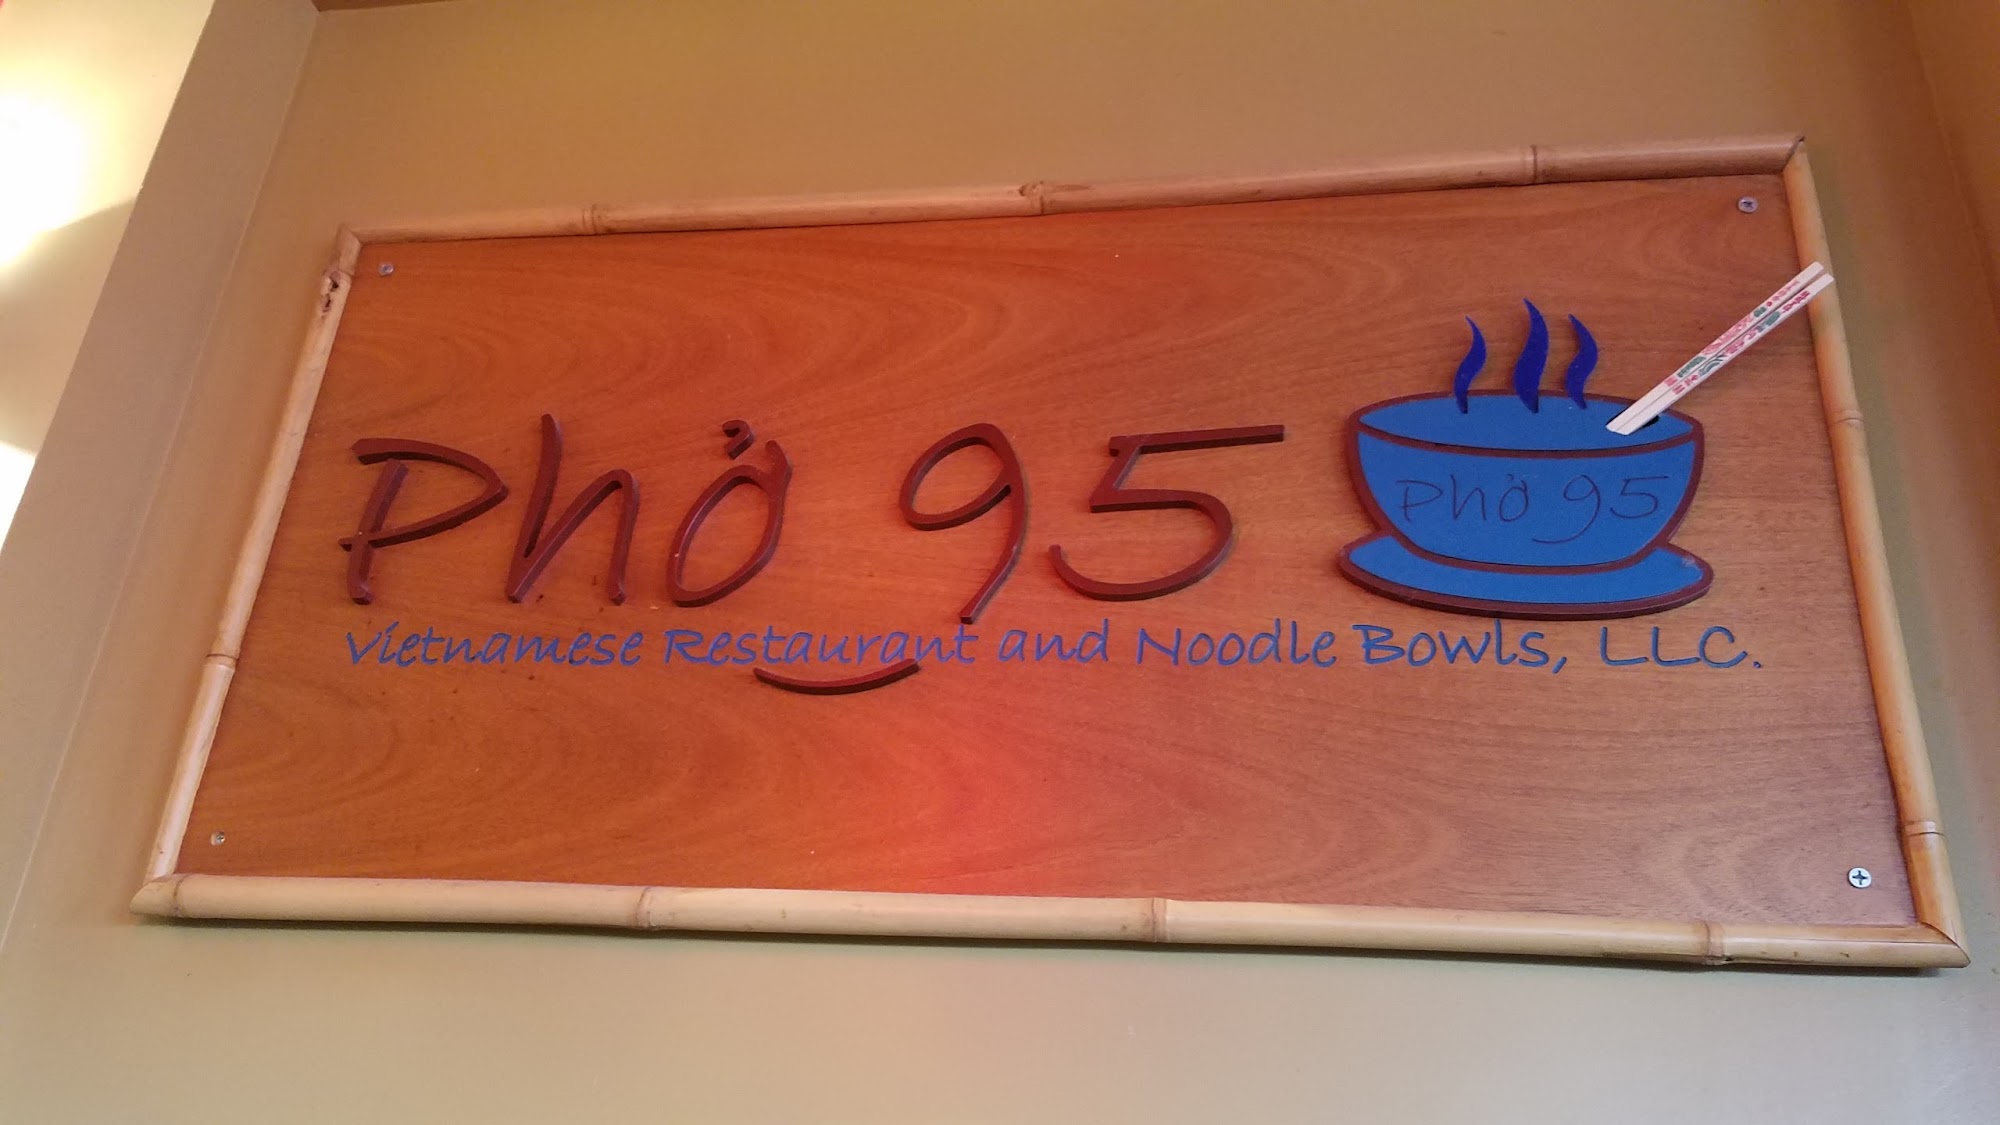 Phở 95
Phở 95
Vietnamese Restaurant and Noodle Bowls, LLC.